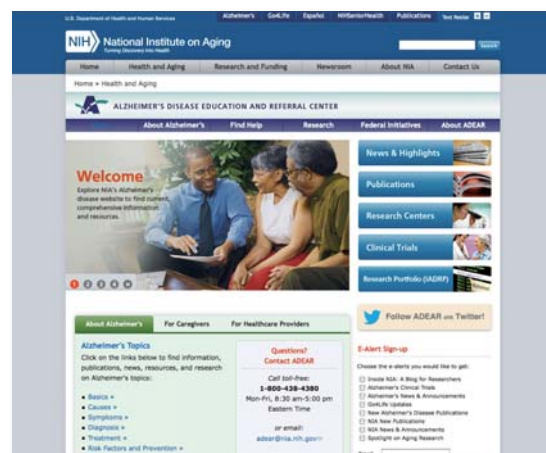 U.S. Department of Health and Human Services
Alzheimer's Go4Life Español NIHSeniorHealth Publications Text Resize
NIH National Institute on Aging
Turning Discovery Into Health
Search
Home Health and Aging Research and Funding Newsroom About NIA Contact Us
Home » Health and Aging
ALZHEIMER'S DISEASE EDUCATION AND REFERRAL CENTER
About Alzheimer's Find Help Research Federal Initiatives About ADEAR
Welcome
Explore NIA's Alzheimer's
disease website to find current,
comprehensive information
and resources.
1 2 3 4
News & Highlights
Publications
Research Centers
Clinical Trials
Research Portfolio (IADRP)
Follow ADEAR on Twitter!
About Alzheimer's For Caregivers For Healthcare Providers
Alzheimer's Topics
Click on the links below to find information,
publications, news, resources, and research
on Alzheimer's topics:
• Basics »
• Causes »
• Symptoms »
• Diagnosis »
• Treatment »
• Risk Factors and Prevention »
Questions?
Contact ADEAR
Call toll-free:
1-800-438-4380
Mon-Fri, 8:30 am-5:00 pm
Eastern Time
or email:
adear@nia.nih.gov
E-Alert Sign-up
Choose the e-alerts you would like to get:
Inside NIA: A Blog for Researchers
Alzheimer's Clinical Trials
Alzheimer's News & Announcements
Go4Life Updates
New Alzheimer's Disease Publications
NIA New Publications
NIA News & Announcements
Spotlight on Aging Research